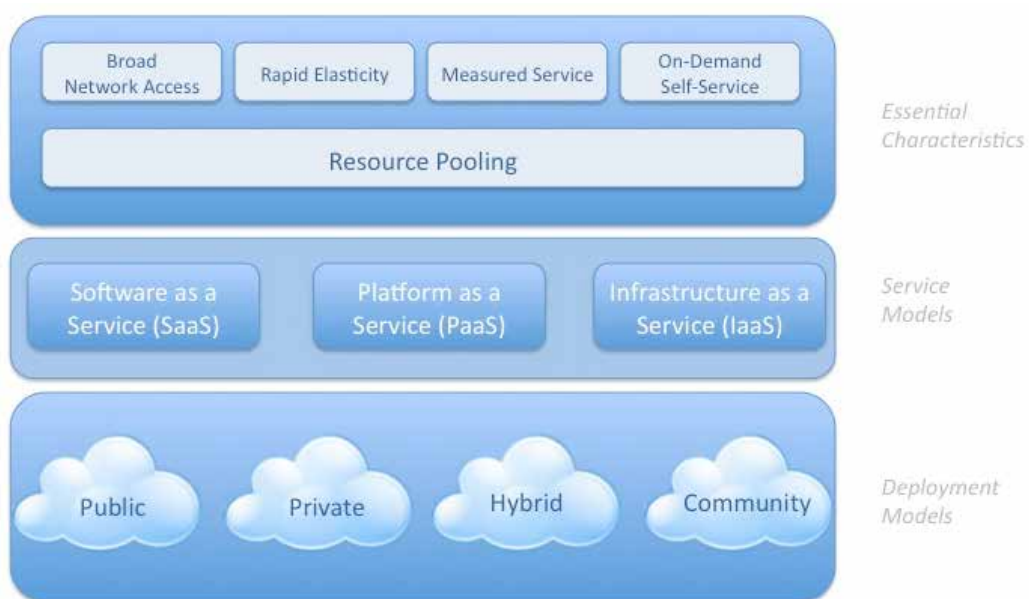 Broad
Network Access
Rapid Elasticity
Measured Service
On-Demand
Self-Service
Resource Pooling
Essential
Characteristics
Software as a
Service (SaaS)
Platform as a
Service (PaaS)
Infrastructure as a
Service (IaaS)
Service
Models
Public
Private
Hybrid
Community
Deployment
Models